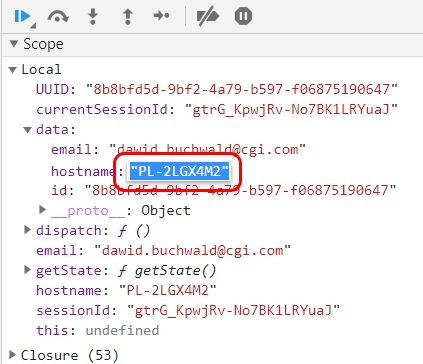 Scope
Local
UUID: "8b8bfd5d-9bf2-4a79-b597-f06875190647"
currentSessionId: "gtrG_KpwjRv-No7BK1LRYuaJ"
data:
email: "dawid.buchwald@cgi.com"
hostname: "PL-2LGX4M2"
id: "8b8bfd5d-9bf2-4a79-b597-f06875190647"
__proto__: Object
dispatch: ƒ ()
email: "dawid.buchwald@cgi.com"
getState: ƒ getState()
hostname: "PL-2LGX4M2"
sessionId: "gtrG_KpwjRv-No7BK1LRYuaJ"
this: undefined
Closure (53)